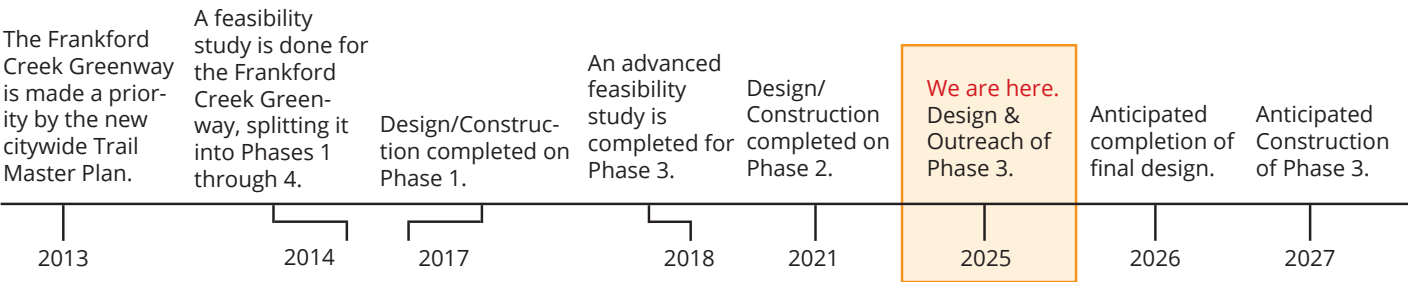 The Frankford
Creek Greenway
is made a prior-
ity by the new
citywide Trail
Master Plan.
A feasibility
study is done for
the Frankford
Creek Green-
way, splitting it
into Phases 1
through 4.
Design/Construc-
tion completed on
Phase 1.
An advanced
feasibility
study is
completed for
Phase 3.
Design/
Construction
completed on
Phase 2.
We are here.
Design &
Outreach of
Phase 3.
Anticipated
completion of
final design.
Anticipated
Construction
of Phase 3.
2013
2014
2017
2018
2021
2025
2026
2027